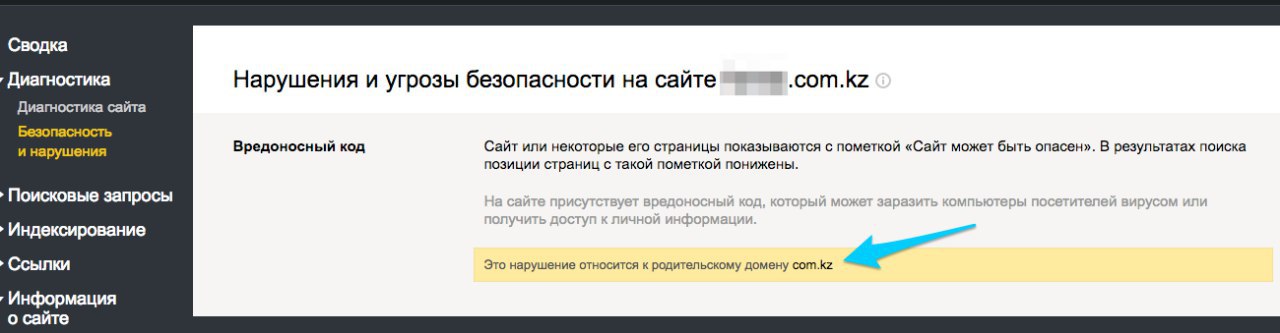 Сводка
Диагностика
Диагностика сайта
Безопасность
и нарушения
Поисковые запросы
Индексирование
Ссылки
Информация
о сайте
Нарушения и угрозы безопасности на сайте .com.kz
Вредоносный код
Сайт или некоторые его страницы показываются с пометкой «Сайт может быть опасен». В результатах поиска
позиции страниц с такой пометкой понижены.
На сайте присутствует вредоносный код, который может заразить компьютеры посетителей вирусом или
получить доступ к личной информации.
Это нарушение относится к родительскому домену com.kz